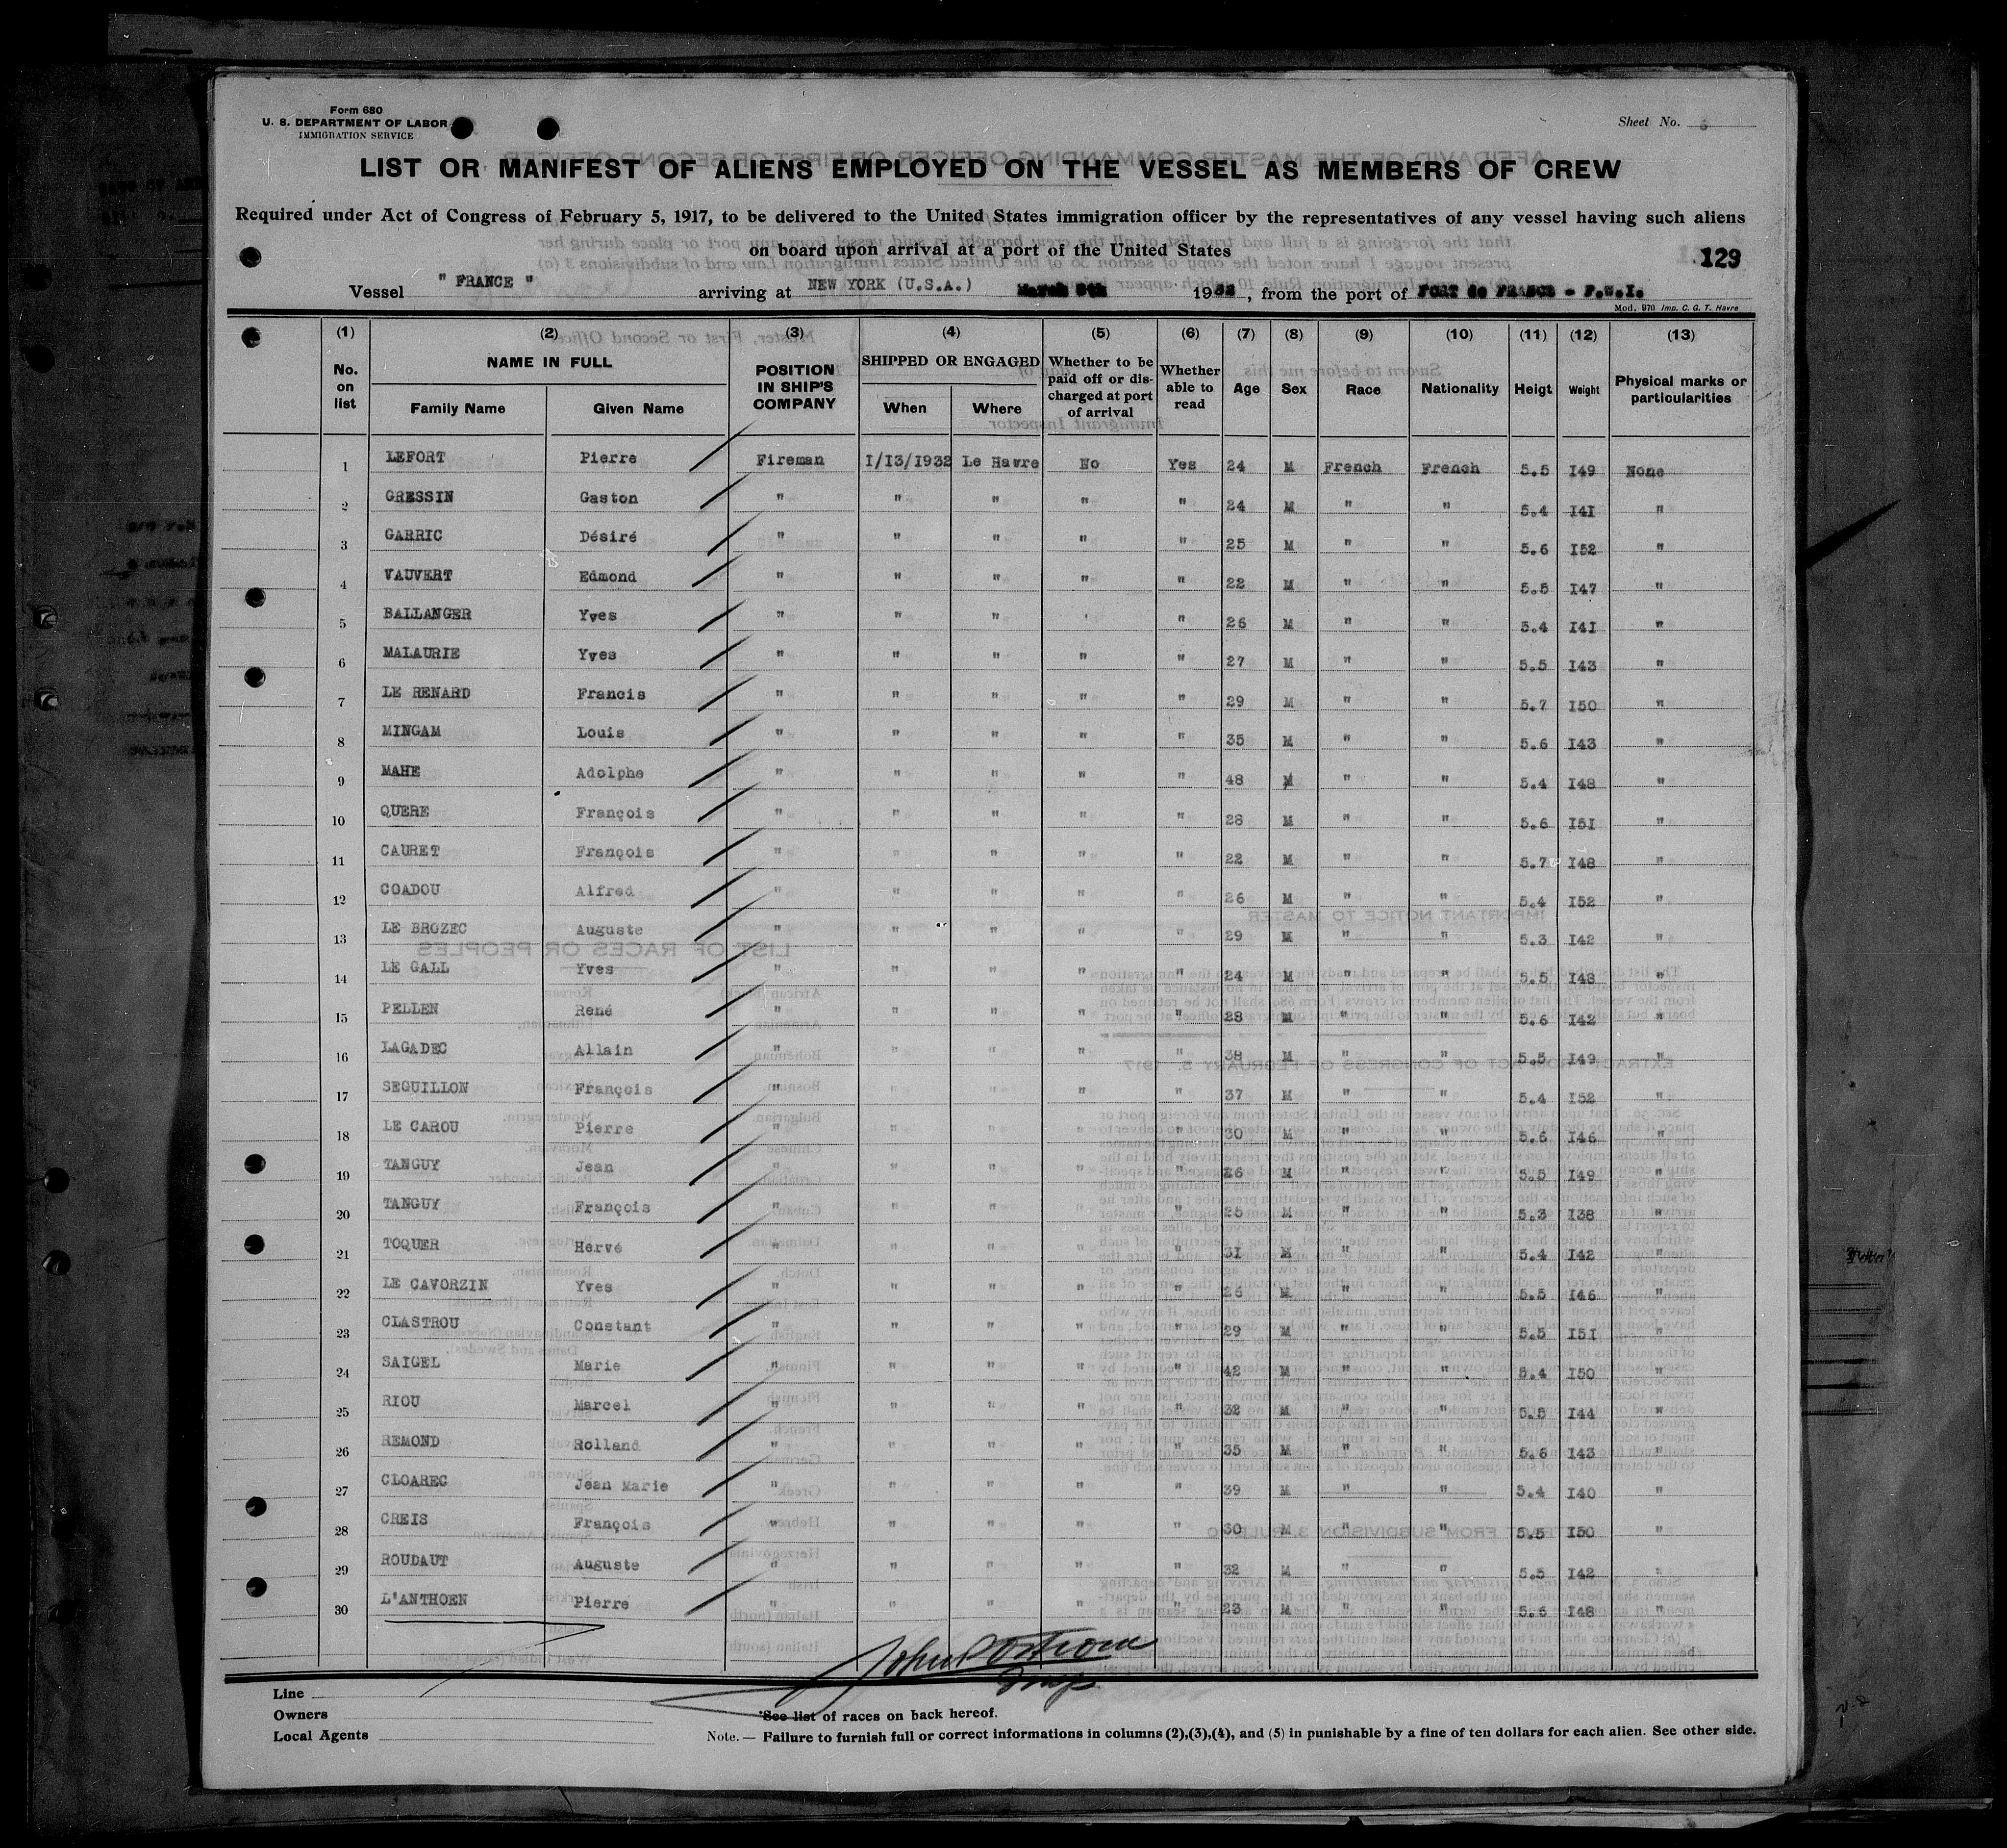 Form 680
U. S. DEPARTMENT OF LABOR
IMMIGRATION SERVICE
Sheet No. 6
LIST OR MANIFEST OF ALIENS EMPLOYED ON THE VESSEL AS MEMBERS OF CREW
Required under Act of Congress of February 5, 1917, to be delivered to the United States immigration officer by the representatives of any vessel having such aliens
on board upon arrival at a port of the United States
129
Vessel " FRANCE " arriving at NEW YORK (U.S.A.) March 1932, from the port of FORT de FRANCE - F.W.I.
Mod. 970 Imp. C. G. T. Havre
(1) (2) (3) (4) (5) (6) (7) (8) (9) (10) (11) (12) (13)
No. on list NAME IN FULL Family Name Given Name POSITION IN SHIP'S COMPANY SHIPPED OR ENGAGED When Where Whether to be paid off or discharged at port of arrival Whether able to read Age Sex Race Nationality Heigt Weight Physical marks or particularities
1 LEFORT Pierre Fireman I/I3/1932 Le Havre No Yes 24 M French French 5.5 I49 None
2 GRESSIN Gaston " " " " " 24 M " " 5.4 I4I "
3 GARRIC Désiré " " " " " 25 M " " 5.6 I52 "
4 VAUVERT Edmond " " " " " 22 M " " 5.5 I47 "
5 BALLANGER Yves " " " ' " 26 M " " 5.4 I4I "
6 MALAURIE Yves " " " " " 27 M " " 5.5 I43 "
7 LE RENARD Francis " " " " " 29 M " " 5.7 I50 "
8 MINGAM Louis " " " " " 35 M " " 5.6 I43 "
9 MAHE Adolphe " " " " " 48 M " " 5.4 I48 "
10 QUERE François " " " " " 28 M " " 5.6 I5I "
11 CAURET François " " " " " 22 M " " 5.7 I48 "
12 COADOU Alfred " " " " " 26 M " " 5.4 I52 "
13 LE BROZEC Auguste " " " " " 29 M " " 5.3 I42 "
14 LE GALL Yves " " " " " 24 M " " 5.5 I48 "
15 PELLEN René " " " " " 28 M " " 5.6 I42 "
16 LAGADEC Allain " " " " " 38 M " " 5.5 I49 "
17 SEGUILLON François " " " " " 37 M " " 5.4 I52 "
18 LE CAROU Pierre " " " " " 30 M " " 5.6 I46 "
19 TANGUY Jean " " " " " 26 M " " 5.5 I49 "
20 TANGUY François " " " " " 25 M " " 5.3 I38 "
21 TOQUER Hervé " " " " " 3I M " " 5.4 I42 "
22 LE CAVORZIN Yves " " " " " 26 M " " 5.5 I46 "
23 CLASTROU Constant " " " " " 29 M " " 5.5 I5I "
24 SAIGEL Marie " " " " " 42 M " " 5.4 I50 "
25 RIOU Marcel " " " " " 32 M " " 5.5 I44 "
26 REMOND Rolland " " " " " 35 M " " 5.6 I43 "
27 CLOAREC Jean Marie " " " " " 39 M " " 5.4 I40 "
28 CREIS François " " " " " 30 M " " 5.5 I50 "
29 ROUDAUT Auguste " " " " " 32 M " " 5.5 I42 "
30 L'ANTHOEN Pierre " " " " " 23 M " " 5.6 I48 "
John
Line
Owners
Local Agents
See list of races on back hereof.
Note. — Failure to furnish full or correct informations in columns (2),(3),(4), and (5) in punishable by a fine of ten dollars for each alien. See other side.